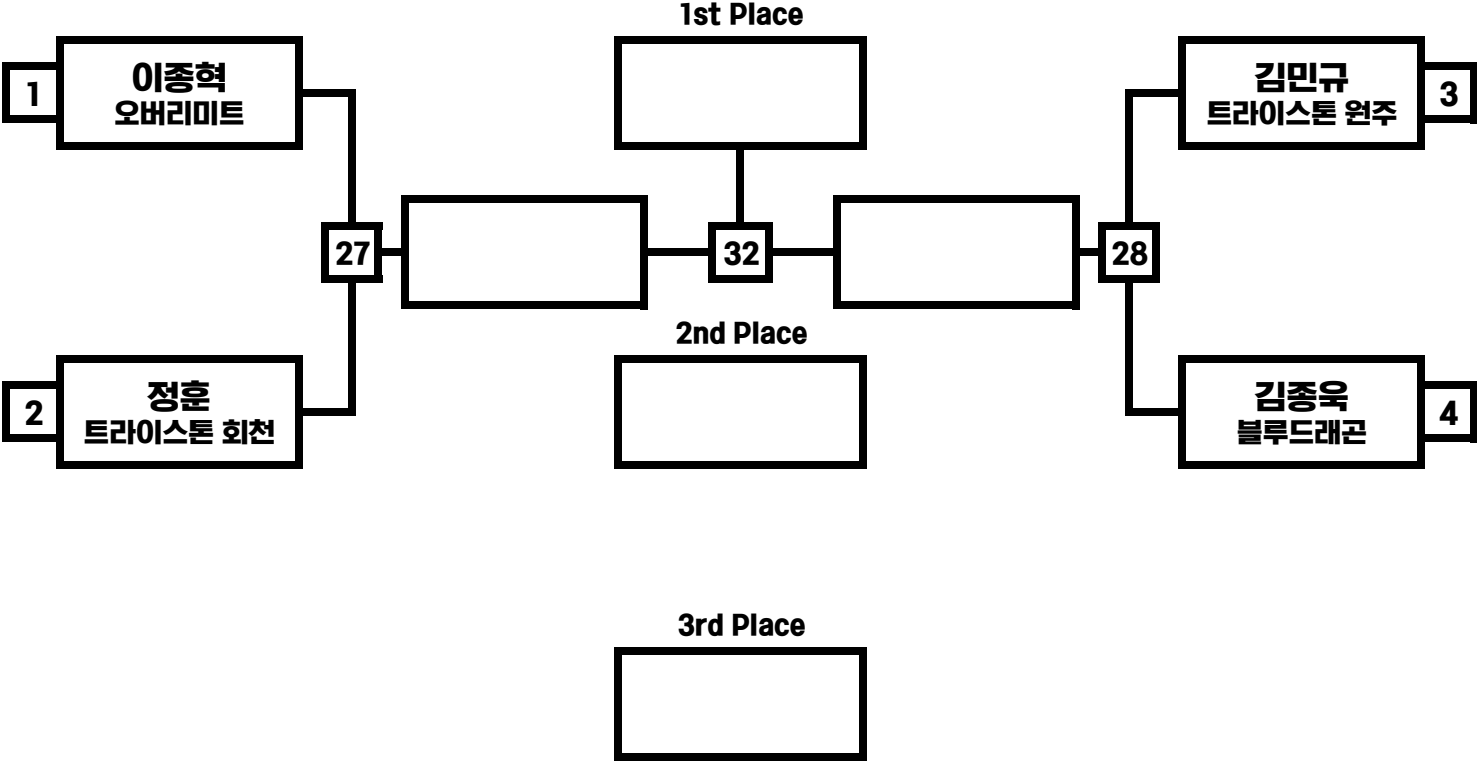 1st Place
1
이종혁
오버리미트
김민규
트라이스톤 원주
3
27
32
28
2nd Place
2
정훈
트라이스톤 회천
김종욱
블루드래곤
4
3rd Place